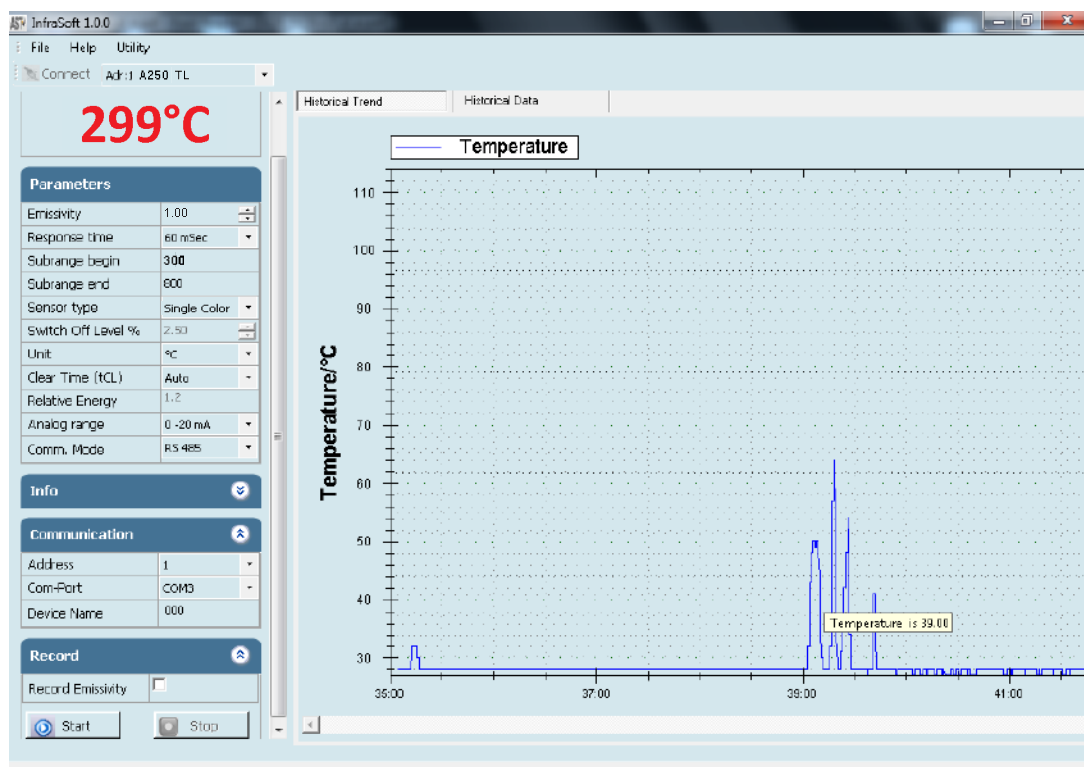 InfraSoft 1.0.0
File Help Utility
Connect Adr:1 A250 TL
299°C
Parameters
Emissivity 1.00
Response time 60 mSec
Subrange begin 300
Subrange end 800
Sensor type Single Color
Switch Off Level % 2.50
Unit °C
Clear Time (tCL) Auto
Relative Energy 1.2
Analog range 0 -20 mA
Comm. Mode RS 485
Info
Communication
Address 1
Com-Port COM3
Device Name 000
Record
Record Emissivity
Start Stop
Historical Trend Historical Data
Temperature
Temperature/°C
110
100
90
80
70
60
50
40
30
Temperature is 39.00
35:00 37:00 39:00 41:00